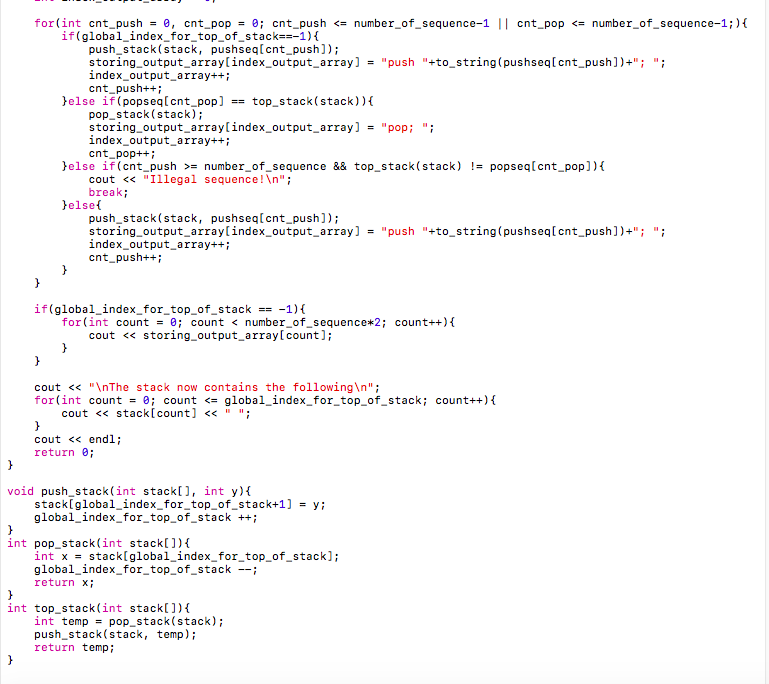 for(int cnt_push = 0, cnt_pop = 0; cnt_push <= number_of_sequence-1 || cnt_pop <= number_of_sequence-1;){
if(global_index_for_top_of_stack==-1){
push_stack(stack, pushseq[cnt_push]);
storing_output_array[index_output_array] = "push "+to_string(pushseq[cnt_push])+"; ";
index_output_array++;
cnt_push++;
}else if(popseq[cnt_pop] == top_stack(stack)){
pop_stack(stack);
storing_output_array[index_output_array] = "pop; ";
index_output_array++;
cnt_pop++;
}else if(cnt_push >= number_of_sequence && top_stack(stack) != popseq[cnt_pop]){
cout << "Illegal sequence!\n";
break;
}else{
push_stack(stack, pushseq[cnt_push]);
storing_output_array[index_output_array] = "push "+to_string(pushseq[cnt_push])+"; ";
index_output_array++;
cnt_push++;
}
}
if(global_index_for_top_of_stack == -1){
for(int count = 0; count < number_of_sequence*2; count++){
cout << storing_output_array[count];
}
}
cout << "\nThe stack now contains the following\n";
for(int count = 0; count <= global_index_for_top_of_stack; count++){
cout << stack[count] << " ";
}
cout << endl;
return 0;
}
void push_stack(int stack[], int y){
stack[global_index_for_top_of_stack+1] = y;
global_index_for_top_of_stack ++;
}
int pop_stack(int stack[]){
int x = stack[global_index_for_top_of_stack];
global_index_for_top_of_stack --;
return x;
}
int top_stack(int stack[]){
int temp = pop_stack(stack);
push_stack(stack, temp);
return temp;
}